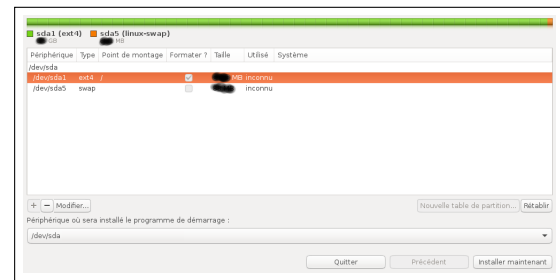 sda1 (ext4) sda5 (linux-swap)
GB MB
Périphérique Type Point de montage Formater ? Taille Utilisé Système
/dev/sda
/dev/sda1 ext4 / MB inconnu
/dev/sda5 swap inconnu
+ − Modifier... Nouvelle table de partition... Rétablir
Périphérique où sera installé le programme de démarrage :
/dev/sda
Quitter Précédent Installer maintenant